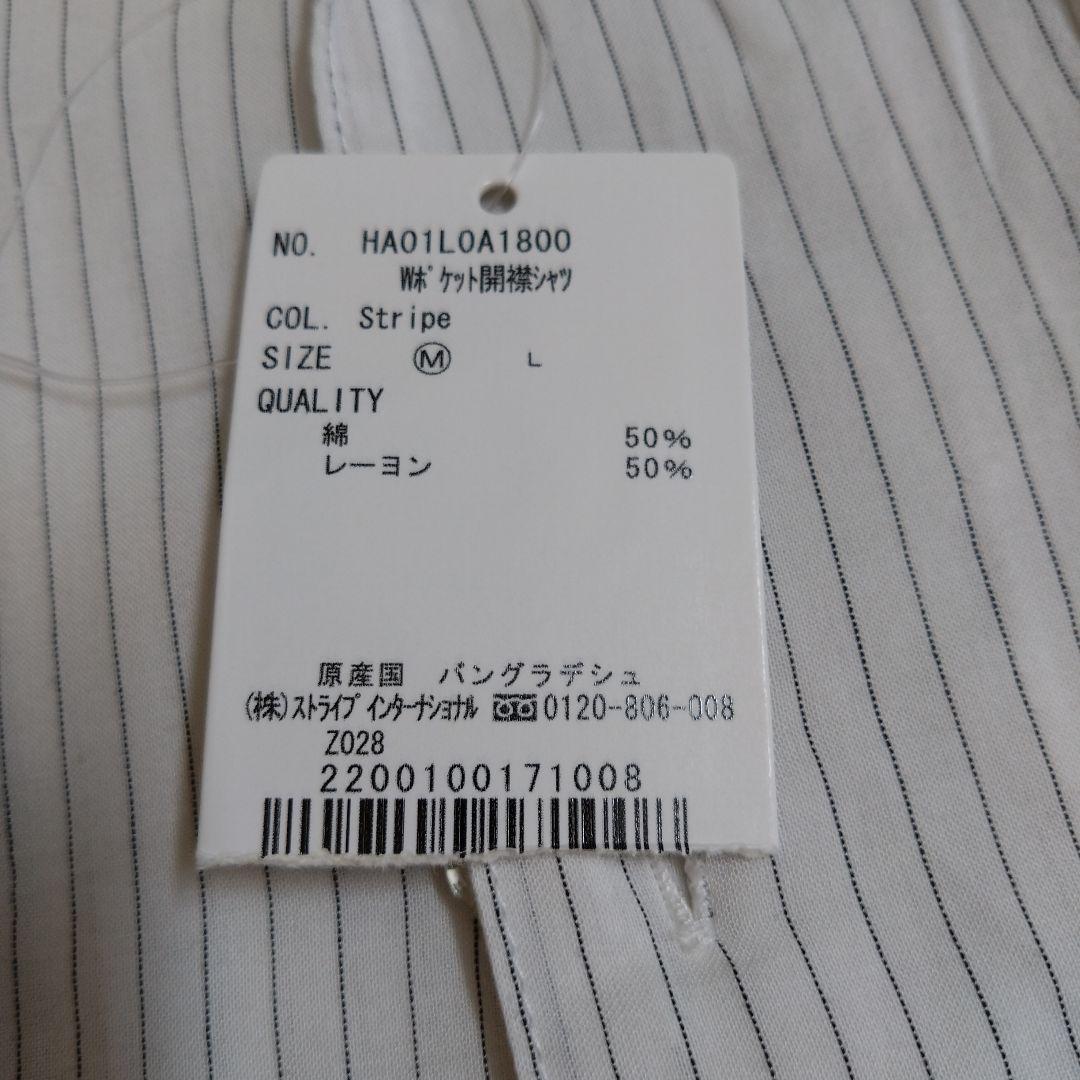 NO. HA01L0A1800
Wポケット開襟シャツ
COL. Stripe
SIZE Ⓜ L
QUALITY
綿 50%
レーヨン 50%
原産国 バングラデシュ
(株)ストライプ インターナショナル 0120-806-008
Z028
2200100171008